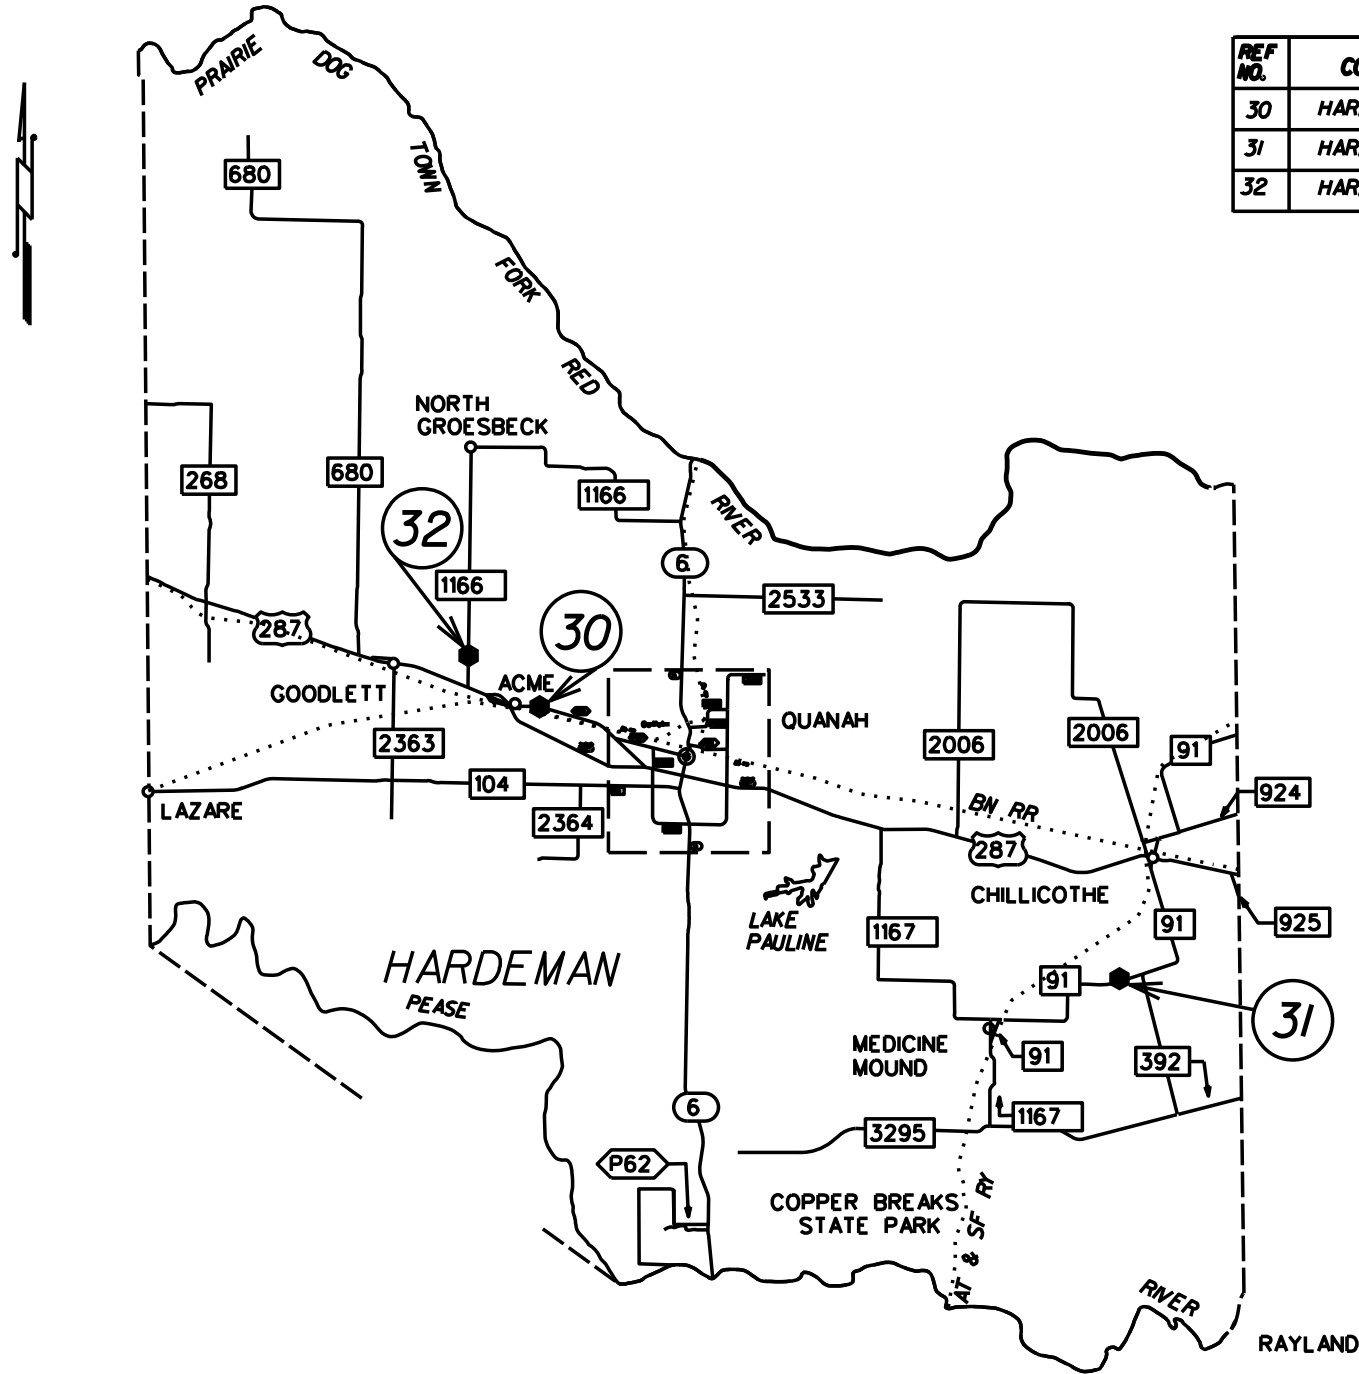 PRAIRIE DOG TOWN FORK RED RIVER
REF NO.
30
31
32
680
NORTH
GROESBECK
268
680
1166
32
1166
6
2533
287
30
GOODLETT
ACME
QUANAH
2363
2006
2006
91
104
924
LAZARE
2364
BN RR
287
CHILLICOTHE
LAKE
PAULINE
1167
91
925
HARDEMAN
PEASE
91
31
MEDICINE
MOUND
91
392
6
1167
3295
P62
COPPER BREAKS
STATE PARK
AT & SF RY
RIVER
RAYLAND